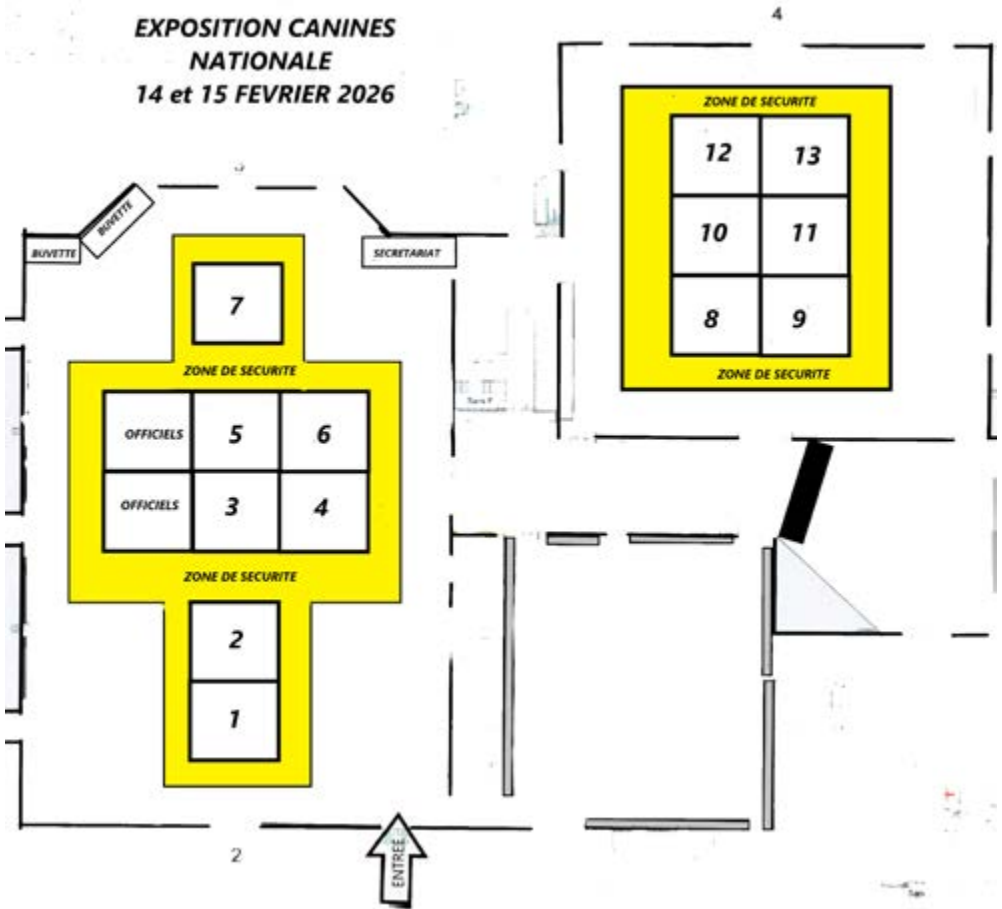 EXPOSITION CANINES
NATIONALE
14 et 15 FEVRIER 2026
4
ZONE DE SECURITE
12 13
10 11
8 9
ZONE DE SECURITE
BUVETTE
BUVETTE
SECRETARIAT
7
ZONE DE SECURITE
OFFICIELS 5 6
OFFICIELS 3 4
ZONE DE SECURITE
2
1
2
ENTREE